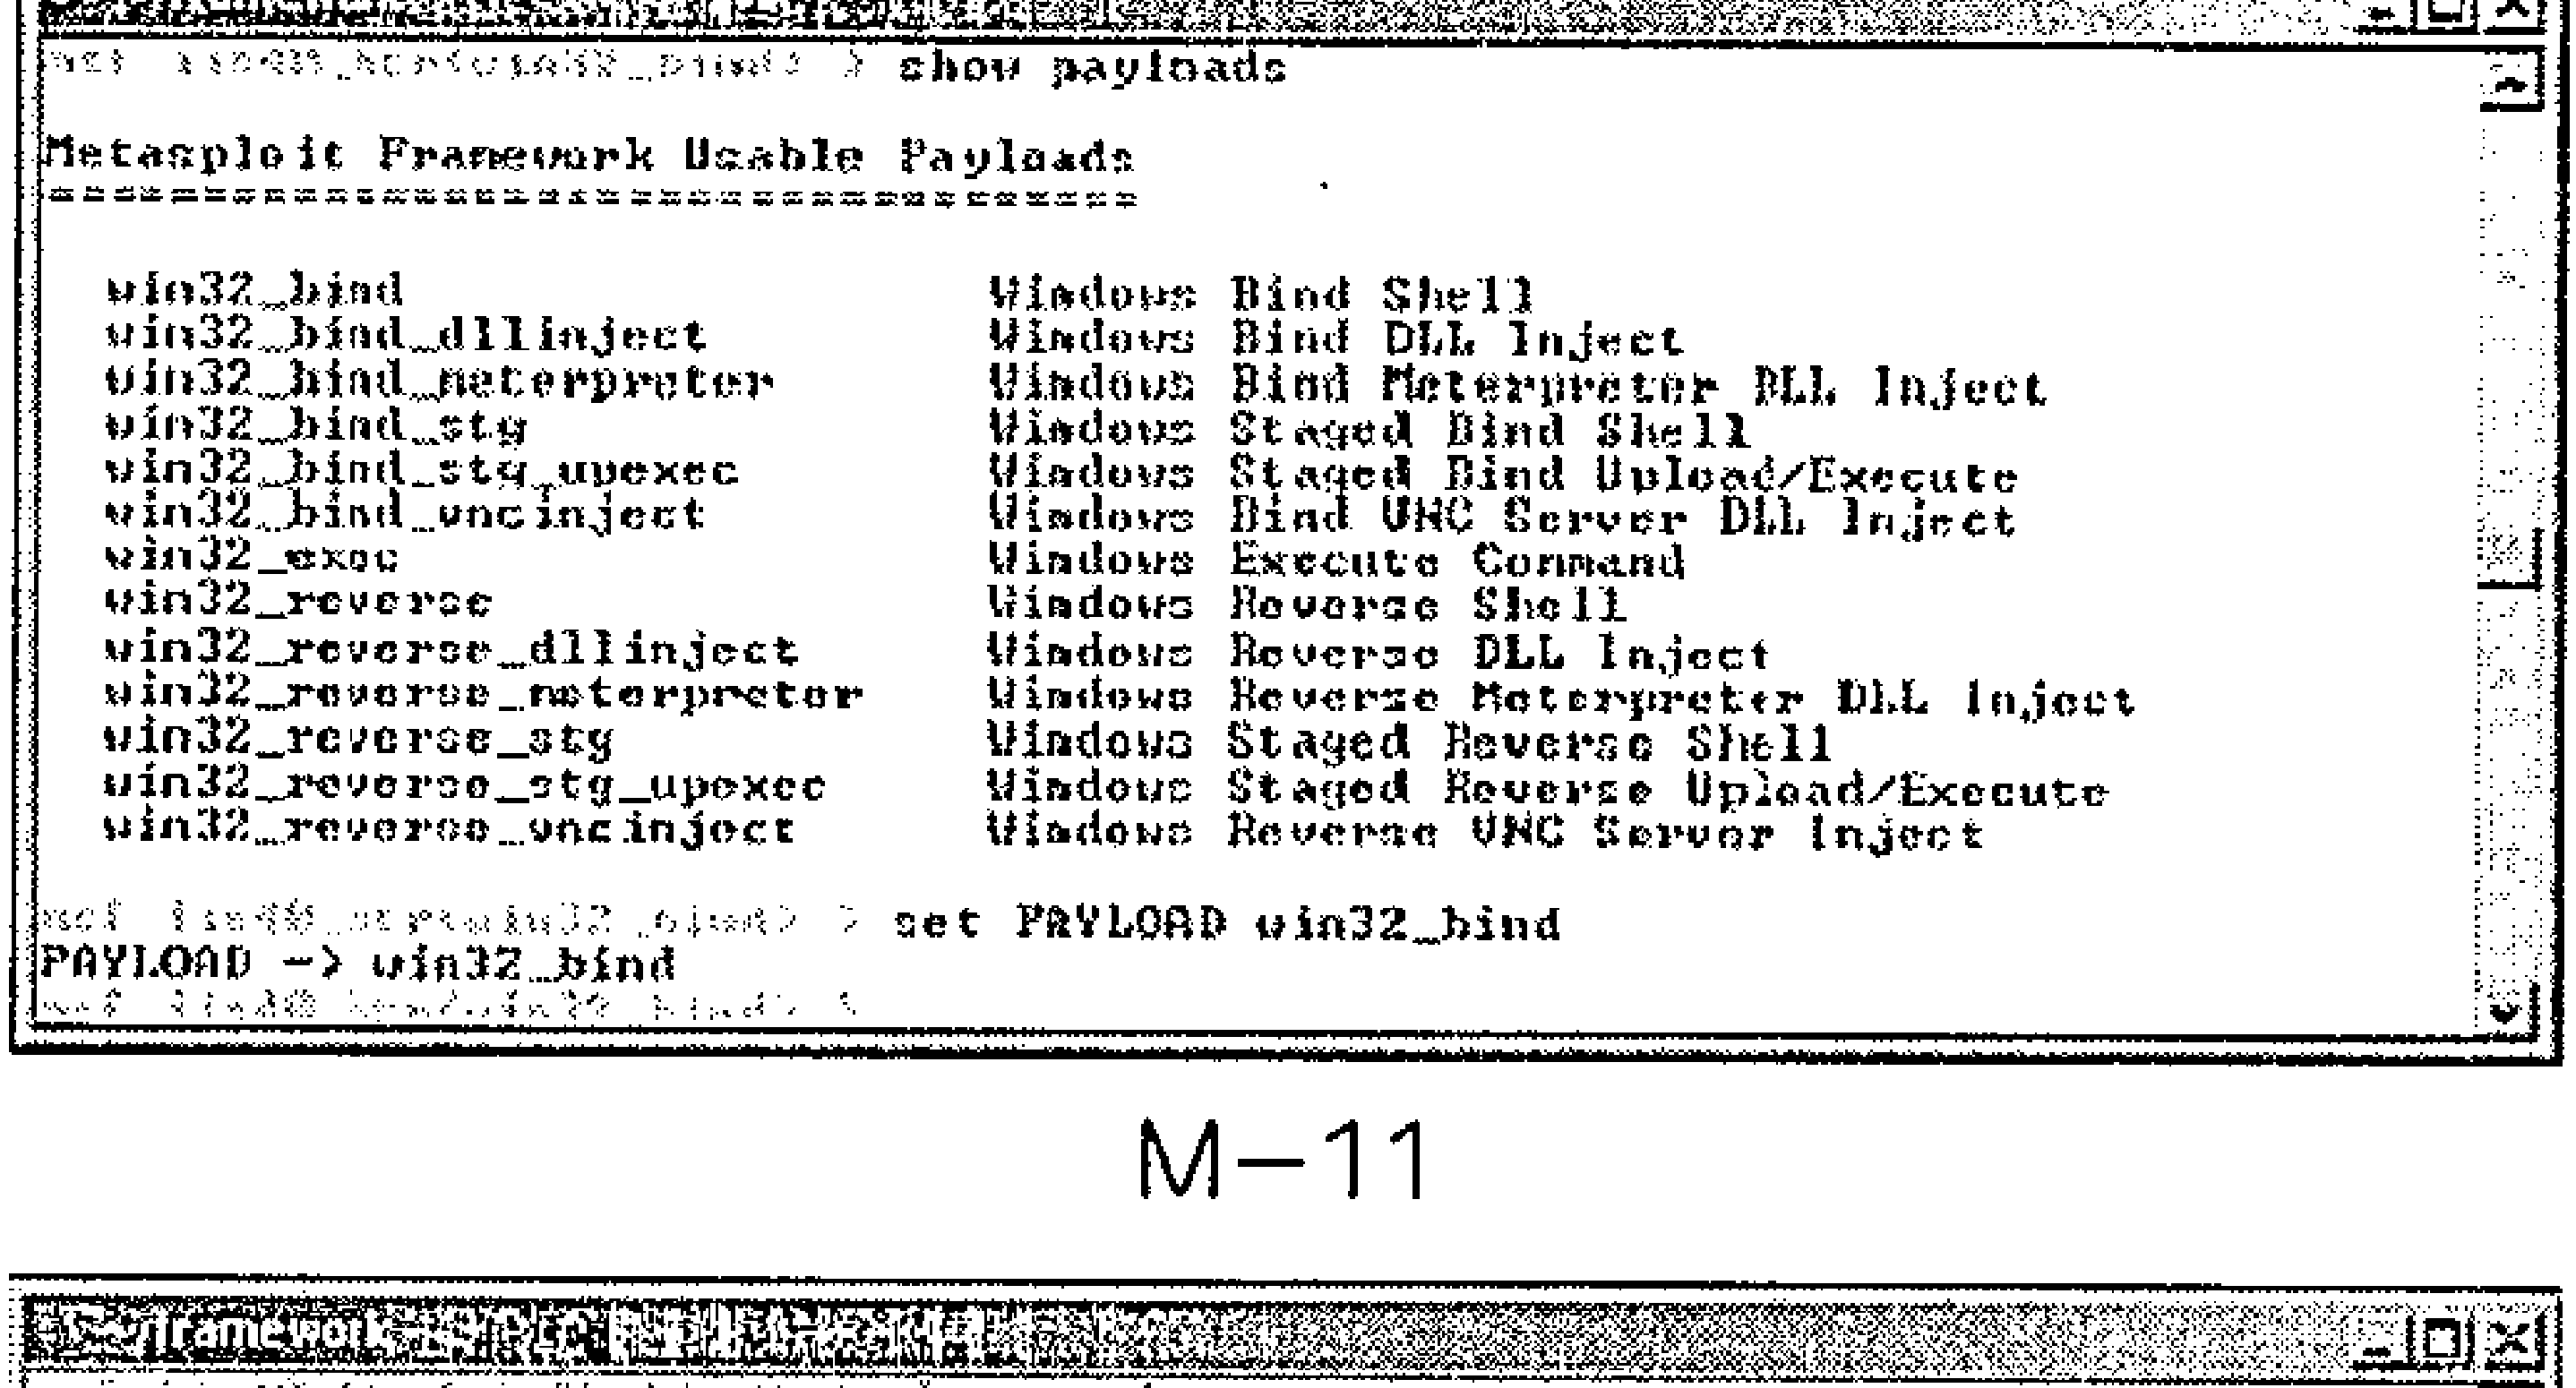 show payloads
Metasploit Framework Usable Payloads
====================================
win32_bind Windows Bind Shell
win32_bind_dllinject Windows Bind DLL Inject
win32_bind_meterpreter Windows Bind Meterpreter DLL Inject
win32_bind_stg Windows Staged Bind Shell
win32_bind_stg_upexec Windows Staged Bind Upload/Execute
win32_bind_vncinject Windows Bind VNC Server DLL Inject
win32_exec Windows Execute Command
win32_reverse Windows Reverse Shell
win32_reverse_dllinject Windows Reverse DLL Inject
win32_reverse_meterpreter Windows Reverse Meterpreter DLL Inject
win32_reverse_stg Windows Staged Reverse Shell
win32_reverse_stg_upexec Windows Staged Reverse Upload/Execute
win32_reverse_vncinject Windows Reverse VNC Server Inject
set PAYLOAD win32_bind
PAYLOAD -> win32_bind
M-11